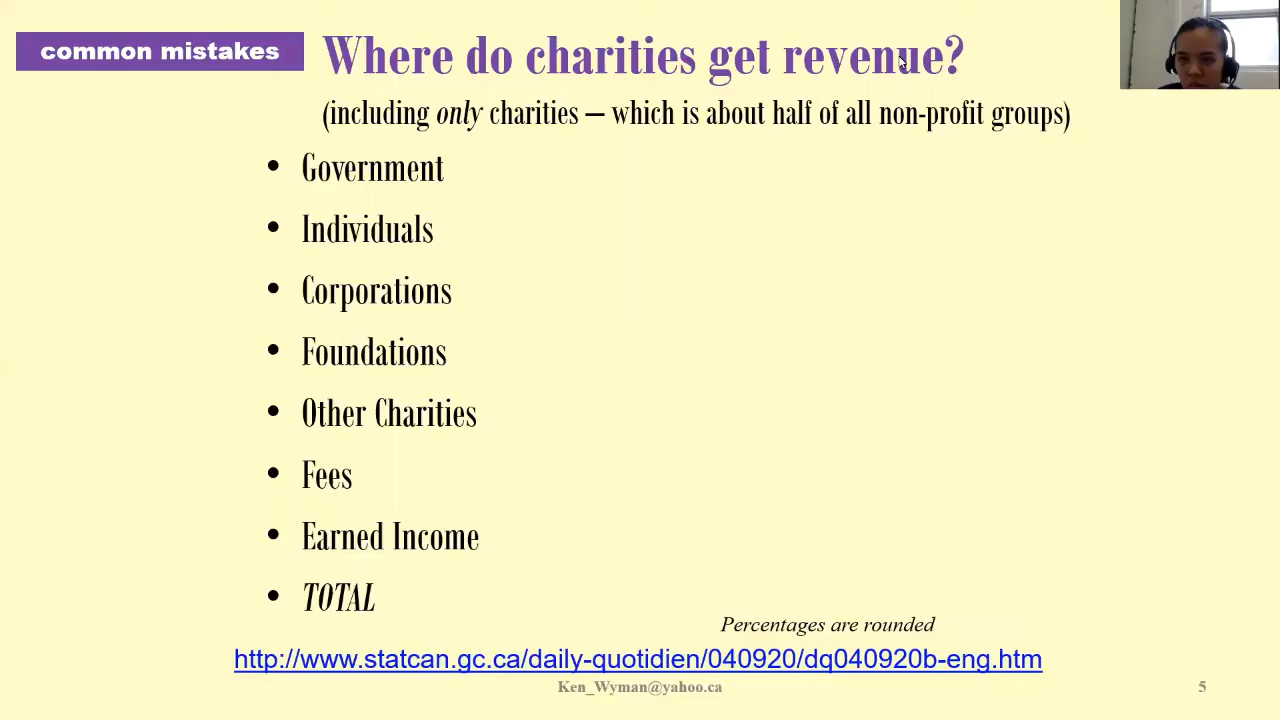 common mistakes
Where do charities get revenue?
(including only charities – which is about half of all non-profit groups)
• Government
• Individuals
• Corporations
• Foundations
• Other Charities
• Fees
• Earned Income
• TOTAL
Percentages are rounded
http://www.statcan.gc.ca/daily-quotidien/040920/dq040920b-eng.htm
Ken_Wyman@yahoo.ca
5